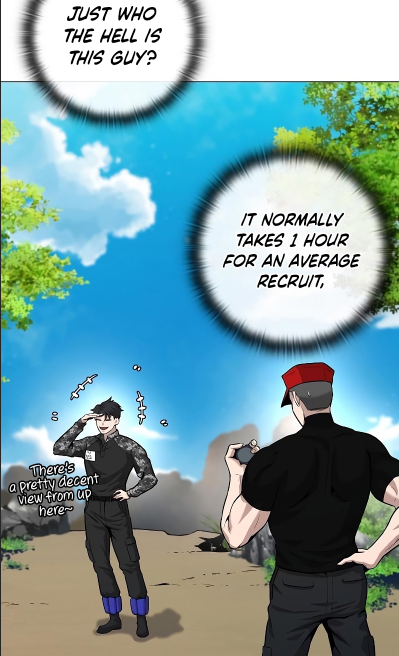 JUST WHO
THE HELL IS
THIS GUY?
IT NORMALLY
TAKES 1 HOUR
FOR AN AVERAGE
RECRUIT,
There's
a pretty decent
view from up
here~